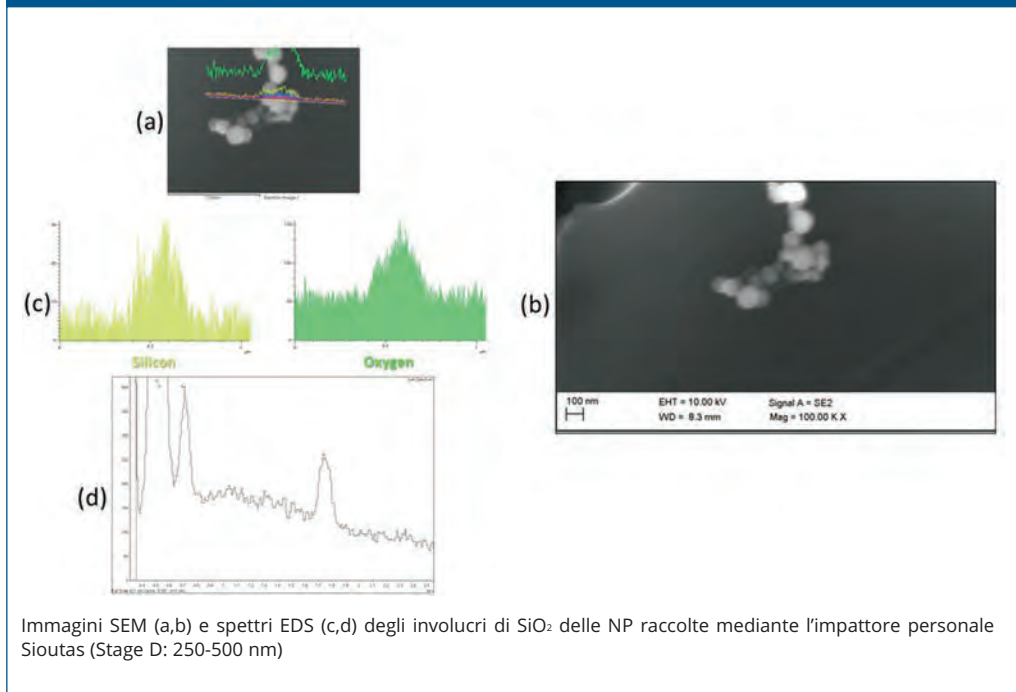 (a)
(b)
(c)
Silicon
Oxygen
100 nm
EHT = 10.00 kV
Signal A = SE2
WD = 8.3 mm
Mag = 100.00 K X
(d)
Immagini SEM (a,b) e spettri EDS (c,d) degli involucri di SiO₂ delle NP raccolte mediante l’impattore personale
Sioutas (Stage D: 250-500 nm)